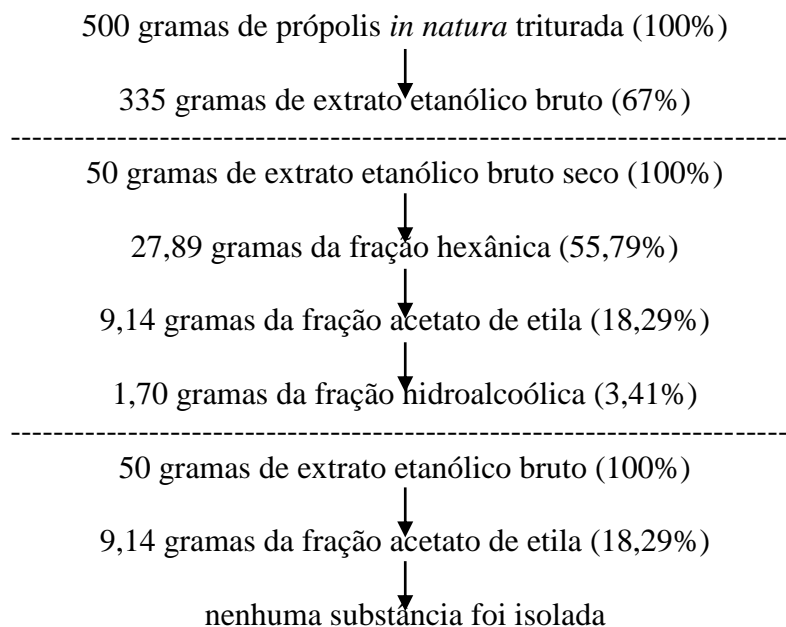 500 gramas de própolis in natura triturada (100%)
335 gramas de extrato etanólico bruto (67%)
50 gramas de extrato etanólico bruto seco (100%)
27,89 gramas da fração hexânica (55,79%)
9,14 gramas da fração acetato de etila (18,29%)
1,70 gramas da fração hidroalcoólica (3,41%)
50 gramas de extrato etanólico bruto (100%)
9,14 gramas da fração acetato de etila (18,29%)
nenhuma substância foi isolada